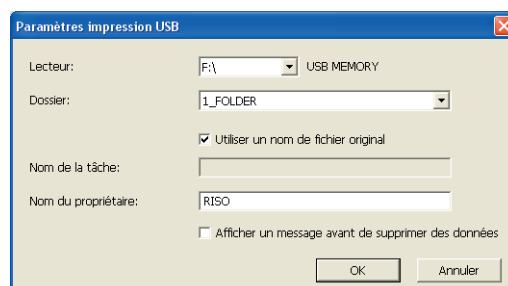 Paramètres impression USB
Lecteur: F:\ USB MEMORY
Dossier: 1_FOLDER
Utiliser un nom de fichier original
Nom de la tâche:
Nom du propriétaire: RISO
Afficher un message avant de supprimer des données
OK Annuler